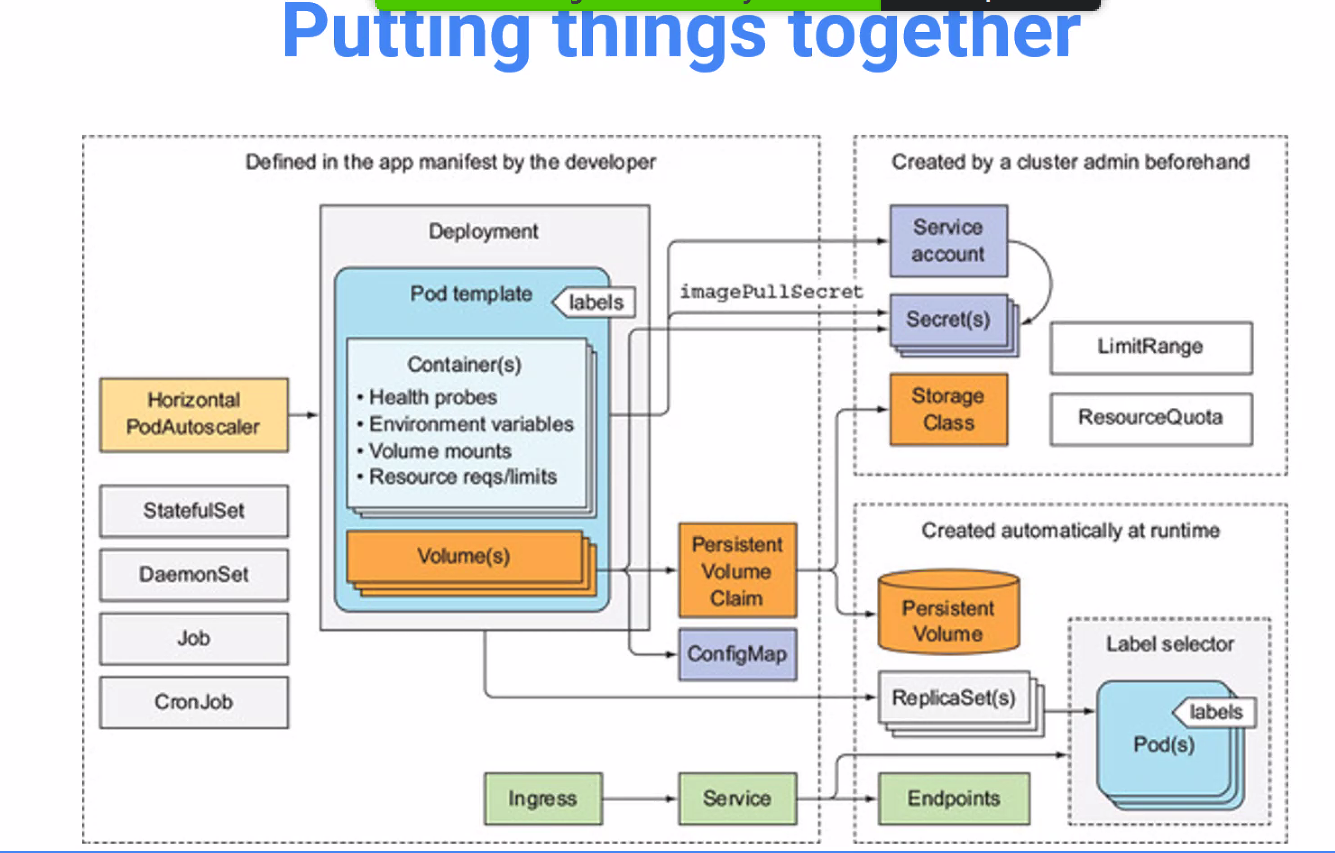 Putting things together
Defined in the app manifest by the developer
Deployment
Pod template
labels
Container(s)
• Health probes
• Environment variables
• Volume mounts
• Resource reqs/limits
Volume(s)
Horizontal
PodAutoscaler
StatefulSet
DaemonSet
Job
CronJob
imagePullSecret
Persistent
Volume
Claim
ConfigMap
Ingress
Service
Created by a cluster admin beforehand
Service
account
Secret(s)
Storage
Class
LimitRange
ResourceQuota
Created automatically at runtime
Persistent
Volume
ReplicaSet(s)
Endpoints
Label selector
labels
Pod(s)